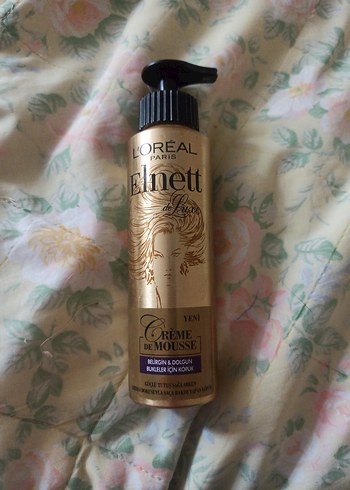 L'ORÉAL
PARIS
Elnett
de Luxe
YENİ
CRÈME
DE MOUSSE
BELİRGİN & DOLGUN
BUKLELER İÇİN KÖPÜK